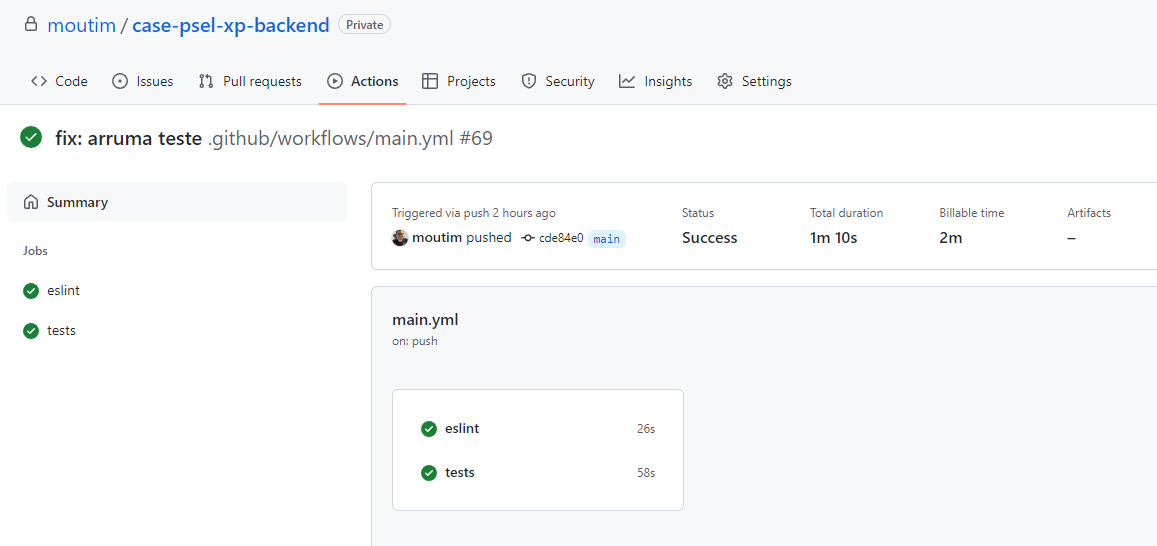 moutim / case-psel-xp-backend Private
Code Issues Pull requests Actions Projects Security Insights Settings
fix: arruma teste .github/workflows/main.yml #69
Summary
Jobs
eslint
tests
Triggered via push 2 hours ago
moutim pushed cde84e0 main
Status
Success
Total duration
1m 10s
Billable time
2m
Artifacts
–
main.yml
on: push
eslint 26s
tests 58s